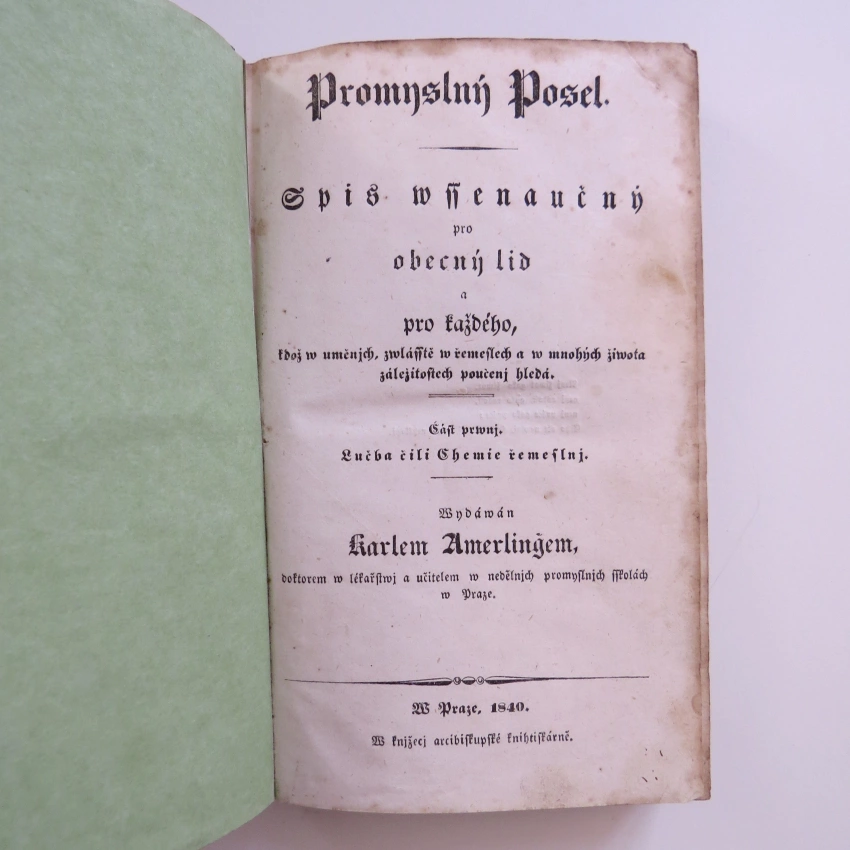 Promyslný Posel.
Spis wssenaučný
pro
obecný lid
a
pro každého,
kdož w uměnjch, zwlásstě w řemeslech a w mnohých žiwota
záležitostech poučenj hledá.
Část prwnj.
Lučba čili Chemie řemeslnj.
Wydáwán
Karlem Amerlinǧem,
doktorem w lékařstwj a učitelem w nedělnjch promyslnjch sskolách
w Praze.
W Praze, 1840.
W knjžecj arcibiskupské knihtiskárně.